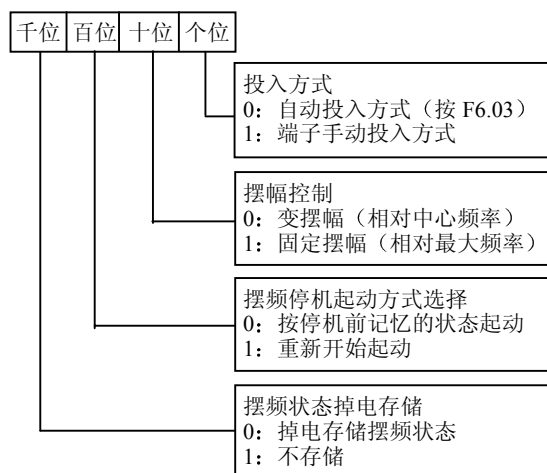 千位 百位 十位 个位
投入方式
0：自动投入方式（按 F6.03）
1：端子手动投入方式
摆幅控制
0：变摆幅（相对中心频率）
1：固定摆幅（相对最大频率）
摆频停机起动方式选择
0：按停机前记忆的状态起动
1：重新开始起动
摆频状态掉电存储
0：掉电存储摆频状态
1：不存储